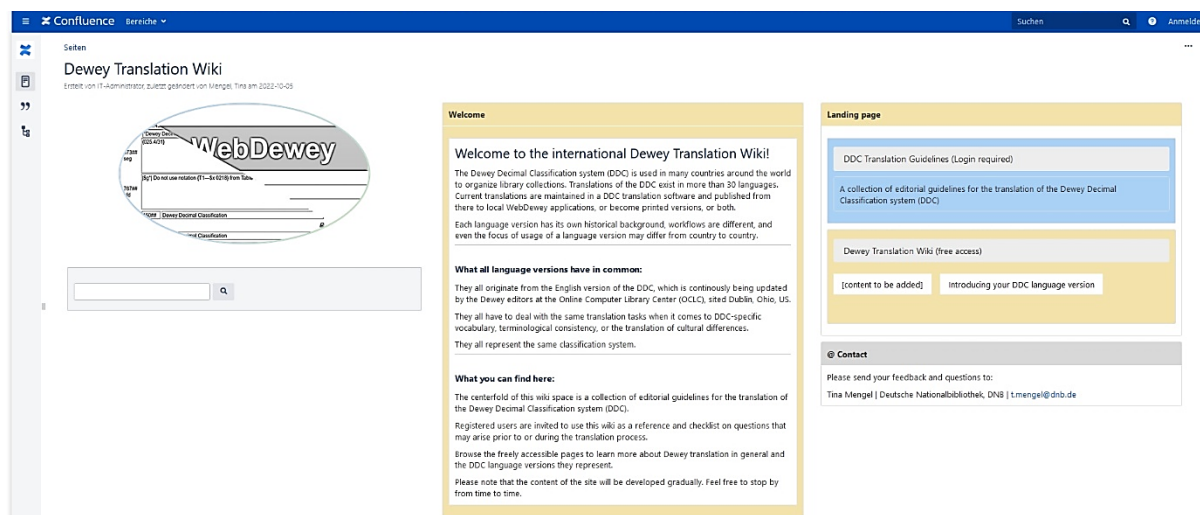 Confluence Bereiche
Suchen
Anmelde
Seiten
Dewey Translation Wiki
Erstellt von IT-Administrator, zuletzt geändert von Mengel, Tina am 2022-10-05
WebDewey
(5g*) Do not use notation (T1—5x 0218) from Table
Dewey Decimal Classification
al Classification
Welcome
Welcome to the international Dewey Translation Wiki!
The Dewey Decimal Classification system (DDC) is used in many countries around the world
to organize library collections. Translations of the DDC exist in more than 30 languages.
Current translations are maintained in a DDC translation software and published from
there to local WebDewey applications, or become printed versions, or both.
Each language version has its own historical background, workflows are different, and
even the focus of usage of a language version may differ from country to country.
What all language versions have in common:
They all originate from the English version of the DDC, which is continously being updated
by the Dewey editors at the Online Computer Library Center (OCLC), sited Dublin, Ohio, US.
They all have to deal with the same translation tasks when it comes to DDC-specific
vocabulary, terminological consistency, or the translation of cultural differences.
They all represent the same classification system.
What you can find here:
The centerfold of this wiki space is a collection of editorial guidelines for the translation of
the Dewey Decimal Classification system (DDC).
Registered users are invited to use this wiki as a reference and checklist on questions that
may arise prior to or during the translation process.
Browse the freely accessible pages to learn more about Dewey translation in general and
the DDC language versions they represent.
Please note that the content of the site will be developed gradually. Feel free to stop by
from time to time.
Landing page
DDC Translation Guidelines (Login required)
A collection of editorial guidelines for the translation of the Dewey Decimal
Classification system (DDC)
Dewey Translation Wiki (free access)
[content to be added] Introducing your DDC language version
@ Contact
Please send your feedback and questions to:
Tina Mengel | Deutsche Nationalbibliothek, DNB | t.mengel@dnb.de